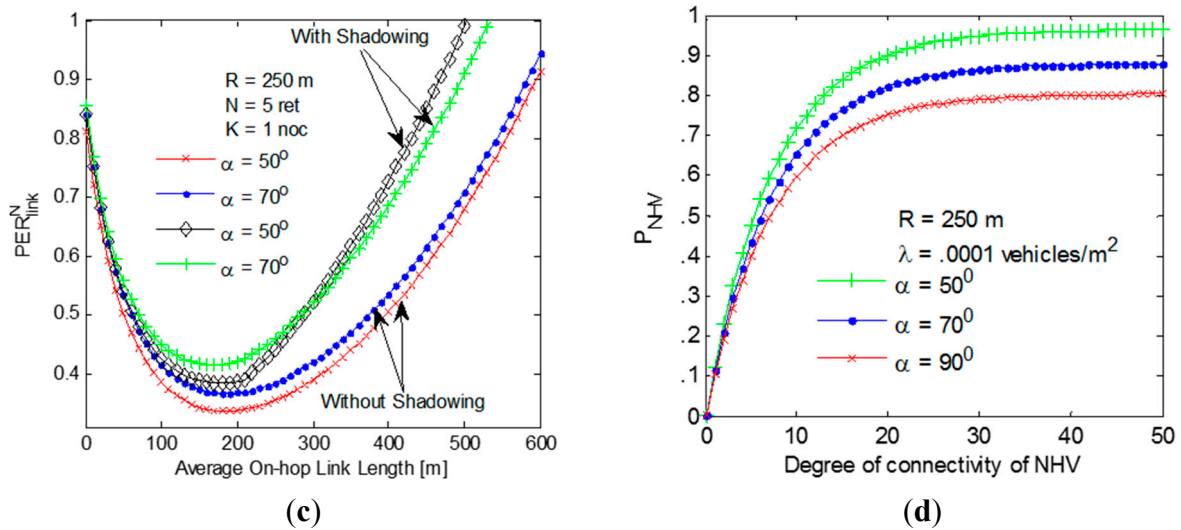 1
0.9
0.8
0.7
0.6
0.5
0.4
PER^N_link
With Shadowing
R = 250 m
N = 5 ret
K = 1 noc
α = 50⁰
α = 70⁰
α = 50⁰
α = 70⁰
Without Shadowing
0 100 200 300 400 500 600
Average On-hop Link Length [m]
(c)
1
.9
.8
.7
.6
.5
.4
.3
.2
.1
0
P_NHV
R = 250 m
λ = .0001 vehicles/m²
α = 50⁰
α = 70⁰
α = 90⁰
0 10 20 30 40 50
Degree of connectivity of NHV
(d)